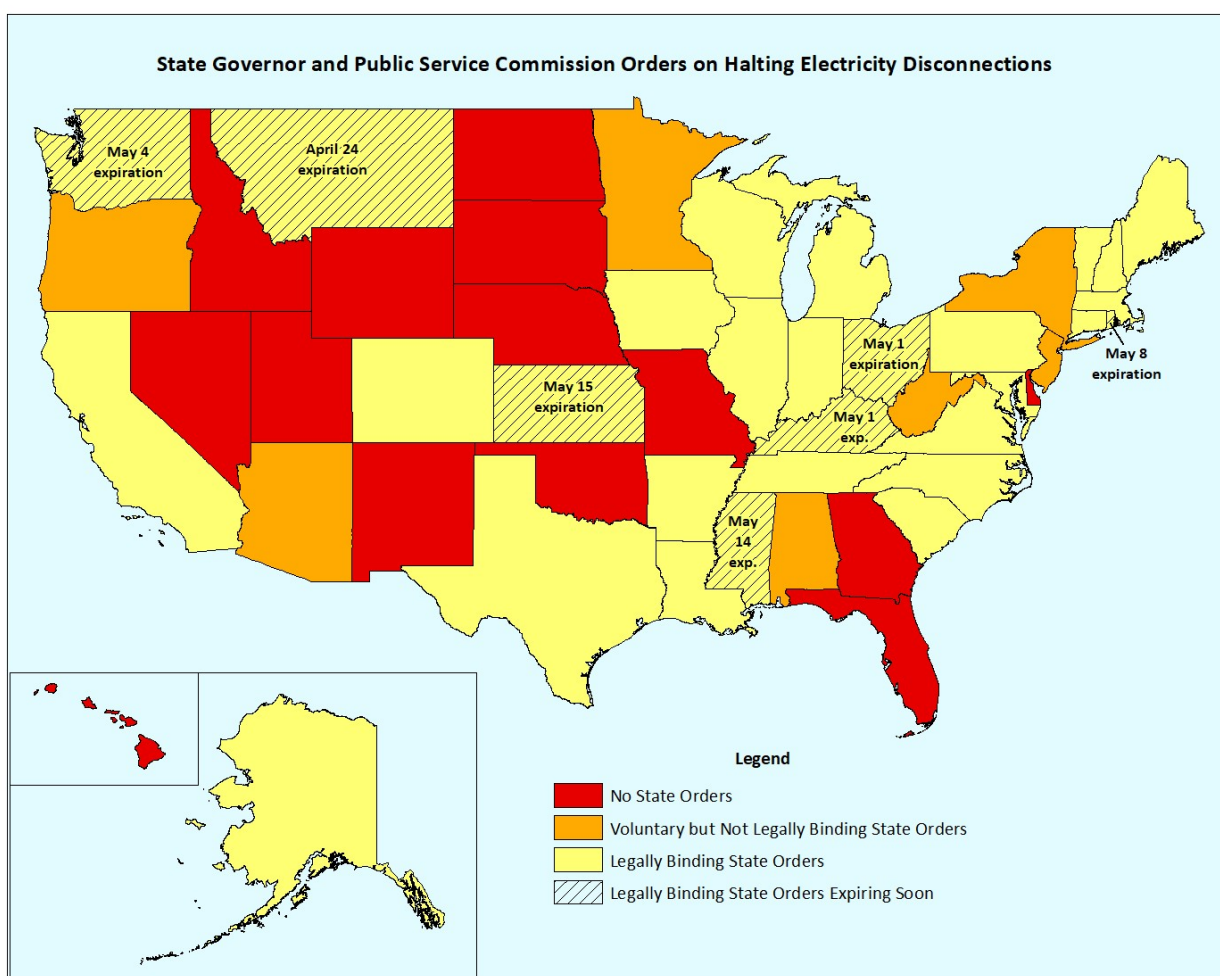 State Governor and Public Service Commission Orders on Halting Electricity Disconnections
May 4
expiration
April 24
expiration
May 1
expiration
May 8
expiration
May 15
expiration
May 1
exp.
May
14
exp.
Legend
No State Orders
Voluntary but Not Legally Binding State Orders
Legally Binding State Orders
Legally Binding State Orders Expiring Soon